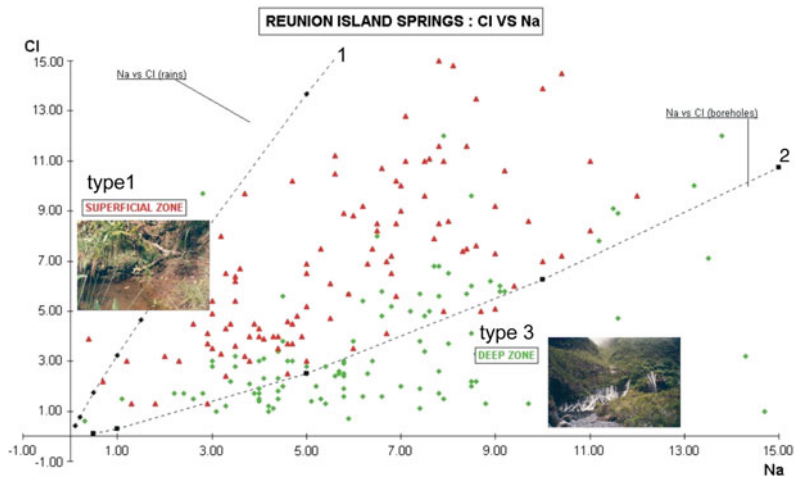 REUNION ISLAND SPRINGS : Cl VS Na
Cl
15.00
13.00
11.00
9.00
7.00
5.00
3.00
1.00
-1.00
1
Na vs Cl (rains)
Na vs Cl (boreholes)
2
type1
SUPERFICIAL ZONE
type 3
DEEP ZONE
-1.00
1.00
3.00
5.00
7.00
9.00
11.00
13.00
15.00
Na